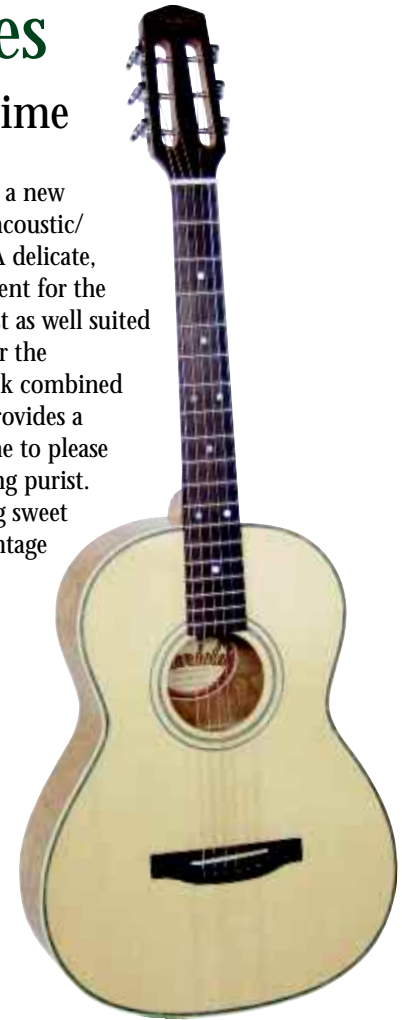 es
ime
a new
acoustic/
A delicate,
ent for the
t as well suited
r the
k combined
rovides a
ne to please
ng purist.
g sweet
ntage